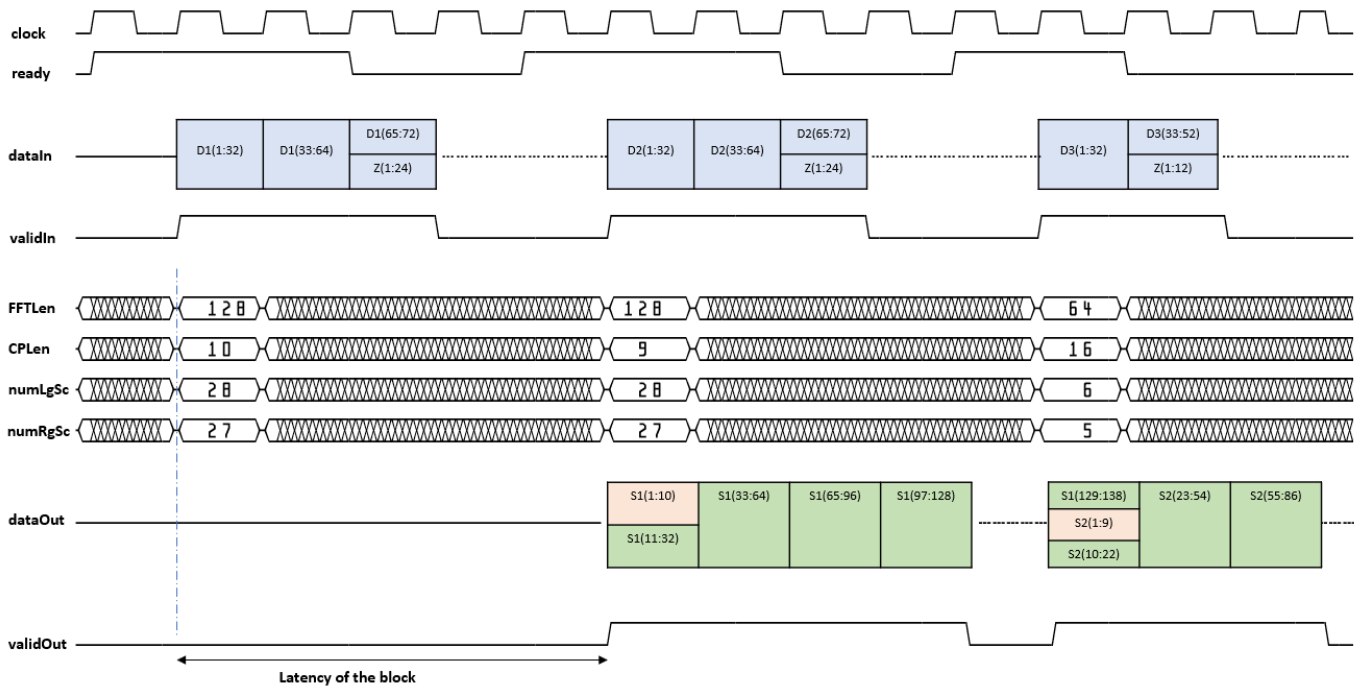 clock
ready
dataIn D1(1:32) D1(33:64) D1(65:72) D2(1:32) D2(33:64) D2(65:72) D3(1:32) D3(33:52)
Z(1:24) Z(1:24) Z(1:12)
validIn
FFTLen 128 128 64
CPLen 10 9 16
numLgSc 28 28 6
numRgSc 27 27 5
dataOut S1(1:10) S1(33:64) S1(65:96) S1(97:128) S1(129:138) S2(23:54) S2(55:86)
S2(1:9)
S1(11:32) S2(10:22)
validOut
Latency of the block